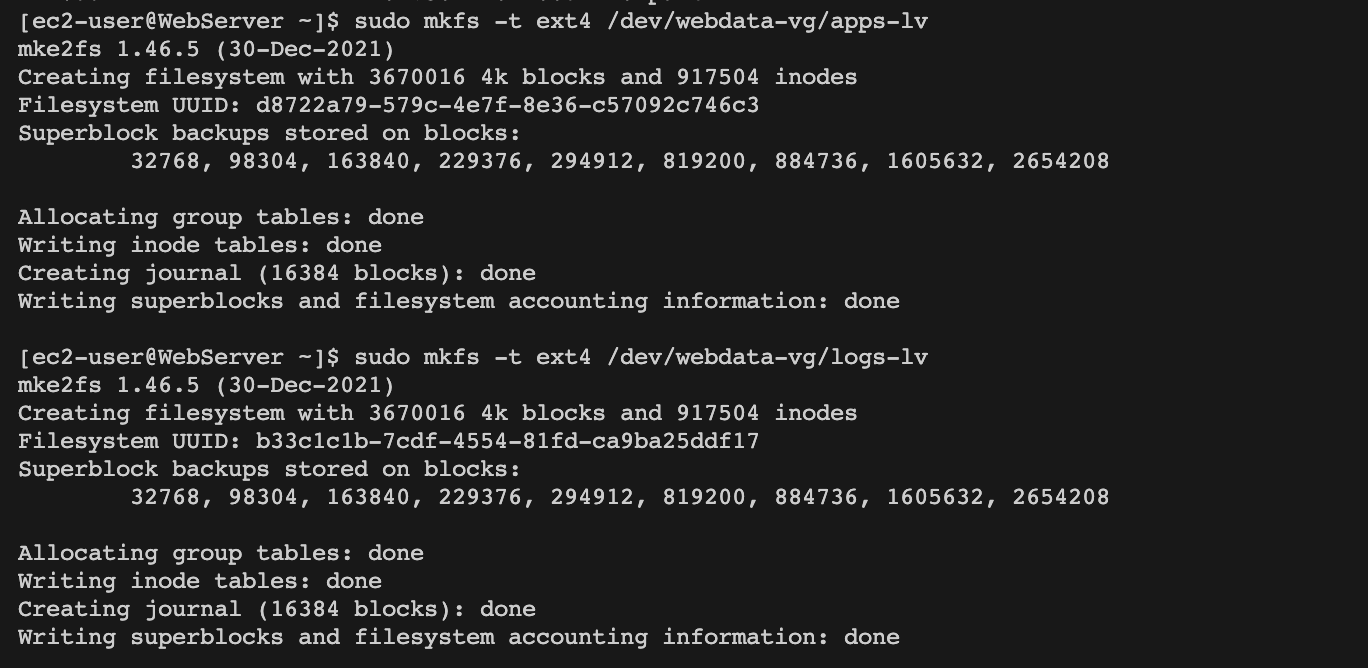 [ec2-user@WebServer ~]$ sudo mkfs -t ext4 /dev/webdata-vg/apps-lv
mke2fs 1.46.5 (30-Dec-2021)
Creating filesystem with 3670016 4k blocks and 917504 inodes
Filesystem UUID: d8722a79-579c-4e7f-8e36-c57092c746c3
Superblock backups stored on blocks:
        32768, 98304, 163840, 229376, 294912, 819200, 884736, 1605632, 2654208

Allocating group tables: done
Writing inode tables: done
Creating journal (16384 blocks): done
Writing superblocks and filesystem accounting information: done

[ec2-user@WebServer ~]$ sudo mkfs -t ext4 /dev/webdata-vg/logs-lv
mke2fs 1.46.5 (30-Dec-2021)
Creating filesystem with 3670016 4k blocks and 917504 inodes
Filesystem UUID: b33c1c1b-7cdf-4554-81fd-ca9ba25ddf17
Superblock backups stored on blocks:
        32768, 98304, 163840, 229376, 294912, 819200, 884736, 1605632, 2654208

Allocating group tables: done
Writing inode tables: done
Creating journal (16384 blocks): done
Writing superblocks and filesystem accounting information: done